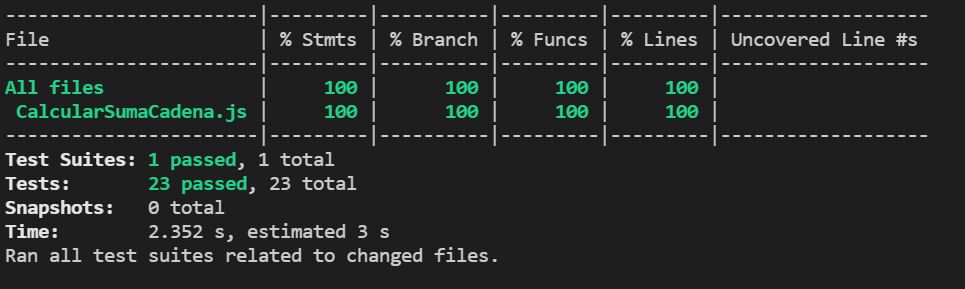 -----------------------|---------|----------|---------|---------|-------------------
File                   | % Stmts | % Branch | % Funcs | % Lines | Uncovered Line #s
-----------------------|---------|----------|---------|---------|-------------------
All files              |     100 |      100 |     100 |     100 |
 CalcularSumaCadena.js |     100 |      100 |     100 |     100 |
-----------------------|---------|----------|---------|---------|-------------------
Test Suites: 1 passed, 1 total
Tests:       23 passed, 23 total
Snapshots:   0 total
Time:        2.352 s, estimated 3 s
Ran all test suites related to changed files.